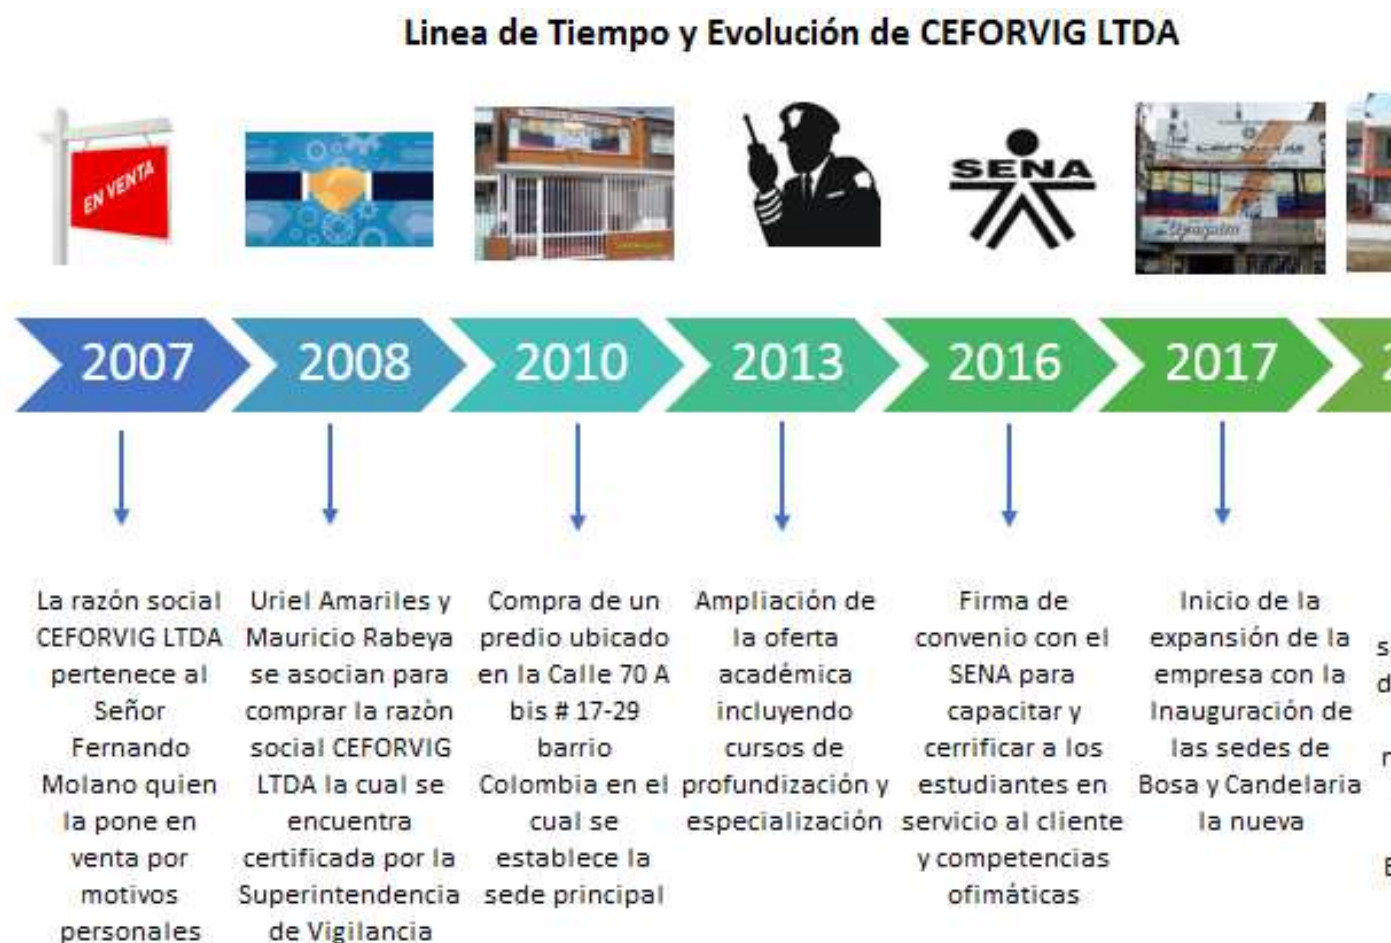 Linea de Tiempo y Evolución de CEFORVIG LTDA
EN VENTA
SENA
2007
2008
2010
2013
2016
2017
La razón social
CEFORVIG LTDA
pertenece al
Señor
Fernando
Molano quien
la pone en
venta por
motivos
personales
Uriel Amariles y
Mauricio Rabeya
se asocian para
comprar la razòn
social CEFORVIG
LTDA la cual se
encuentra
certificada por la
Superintendencia
de Vigilancia
Compra de un
predio ubicado
en la Calle 70 A
bis # 17-29
barrio
Colombia en el
cual se
establece la
sede principal
Ampliación de
la oferta
académica
incluyendo
cursos de
profundización y
especialización
Firma de
convenio con el
SENA para
capacitar y
cerrificar a los
estudiantes en
servicio al cliente
y competencias
ofimáticas
Inicio de la
expansión de la
empresa con la
Inauguración de
las sedes de
Bosa y Candelaria
la nueva